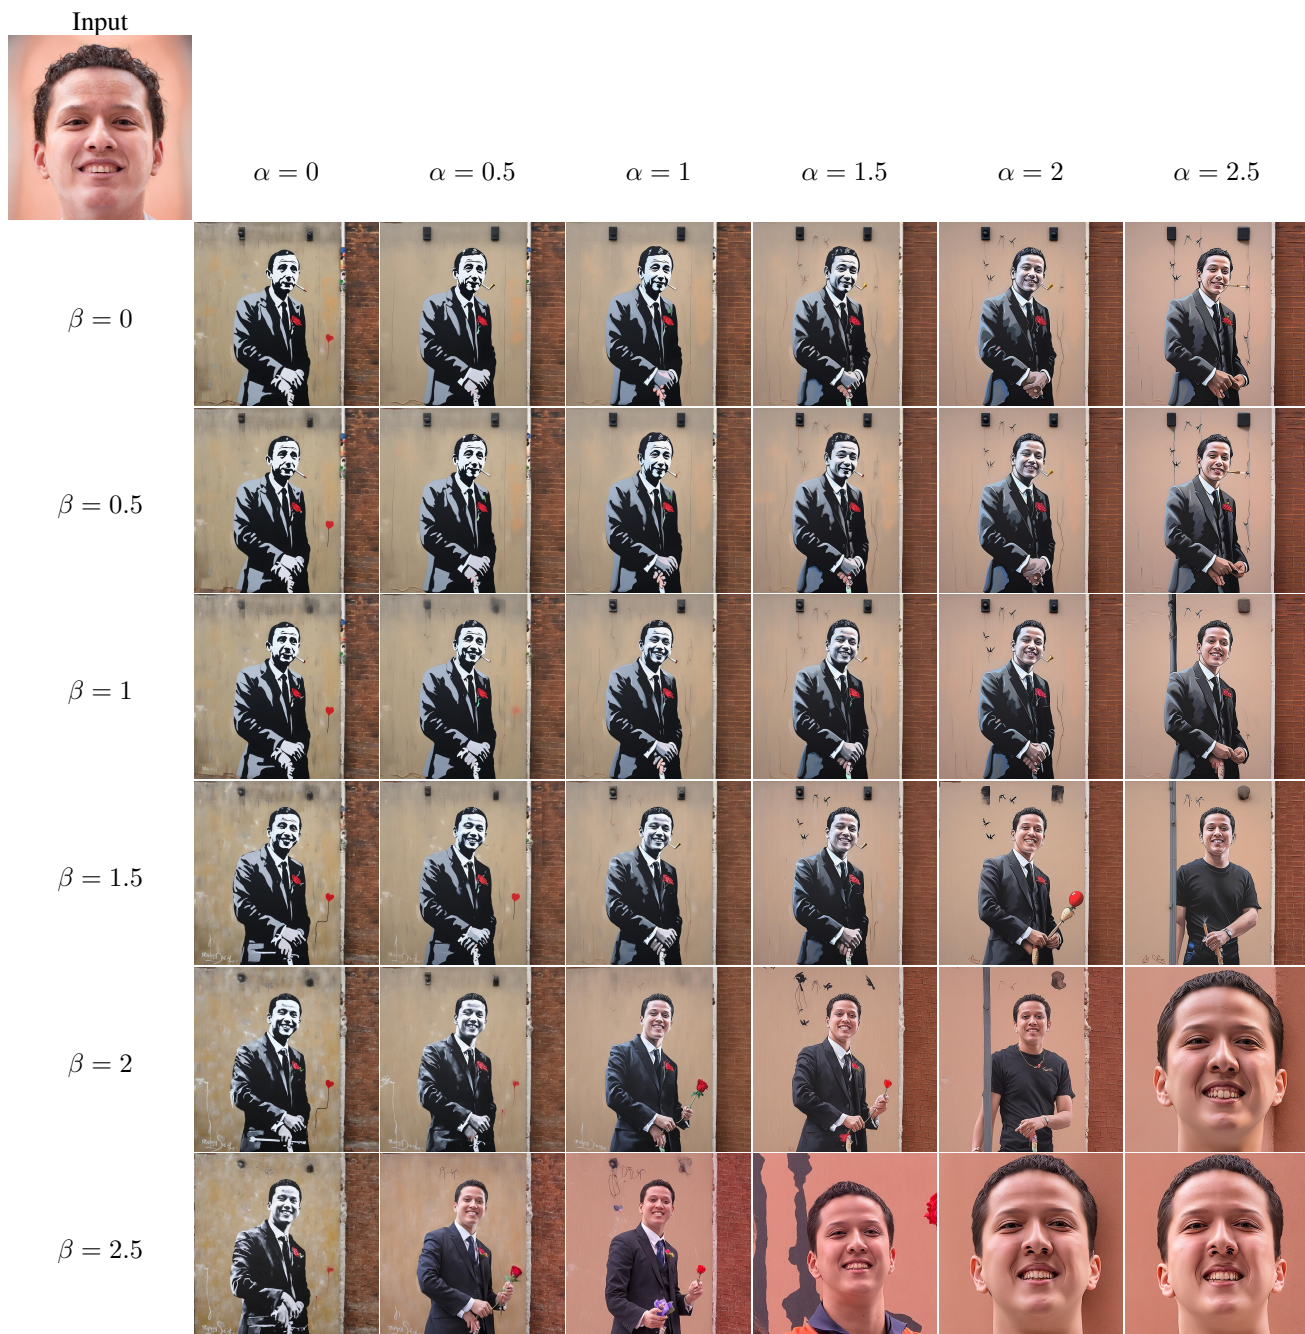 Input
α = 0 α = 0.5 α = 1 α = 1.5 α = 2 α = 2.5
β = 0
β = 0.5
β = 1
β = 1.5
β = 2
β = 2.5